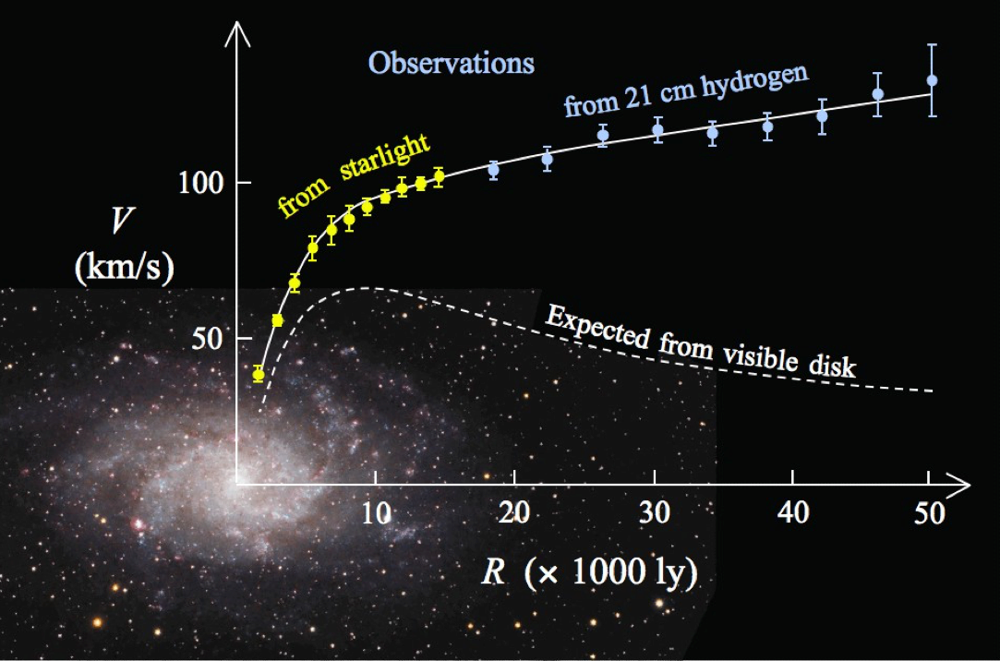 Observations
from 21 cm hydrogen
from starlight
100
V
(km/s)
50
Expected from visible disk
10 20 30 40 50
R (× 1000 ly)